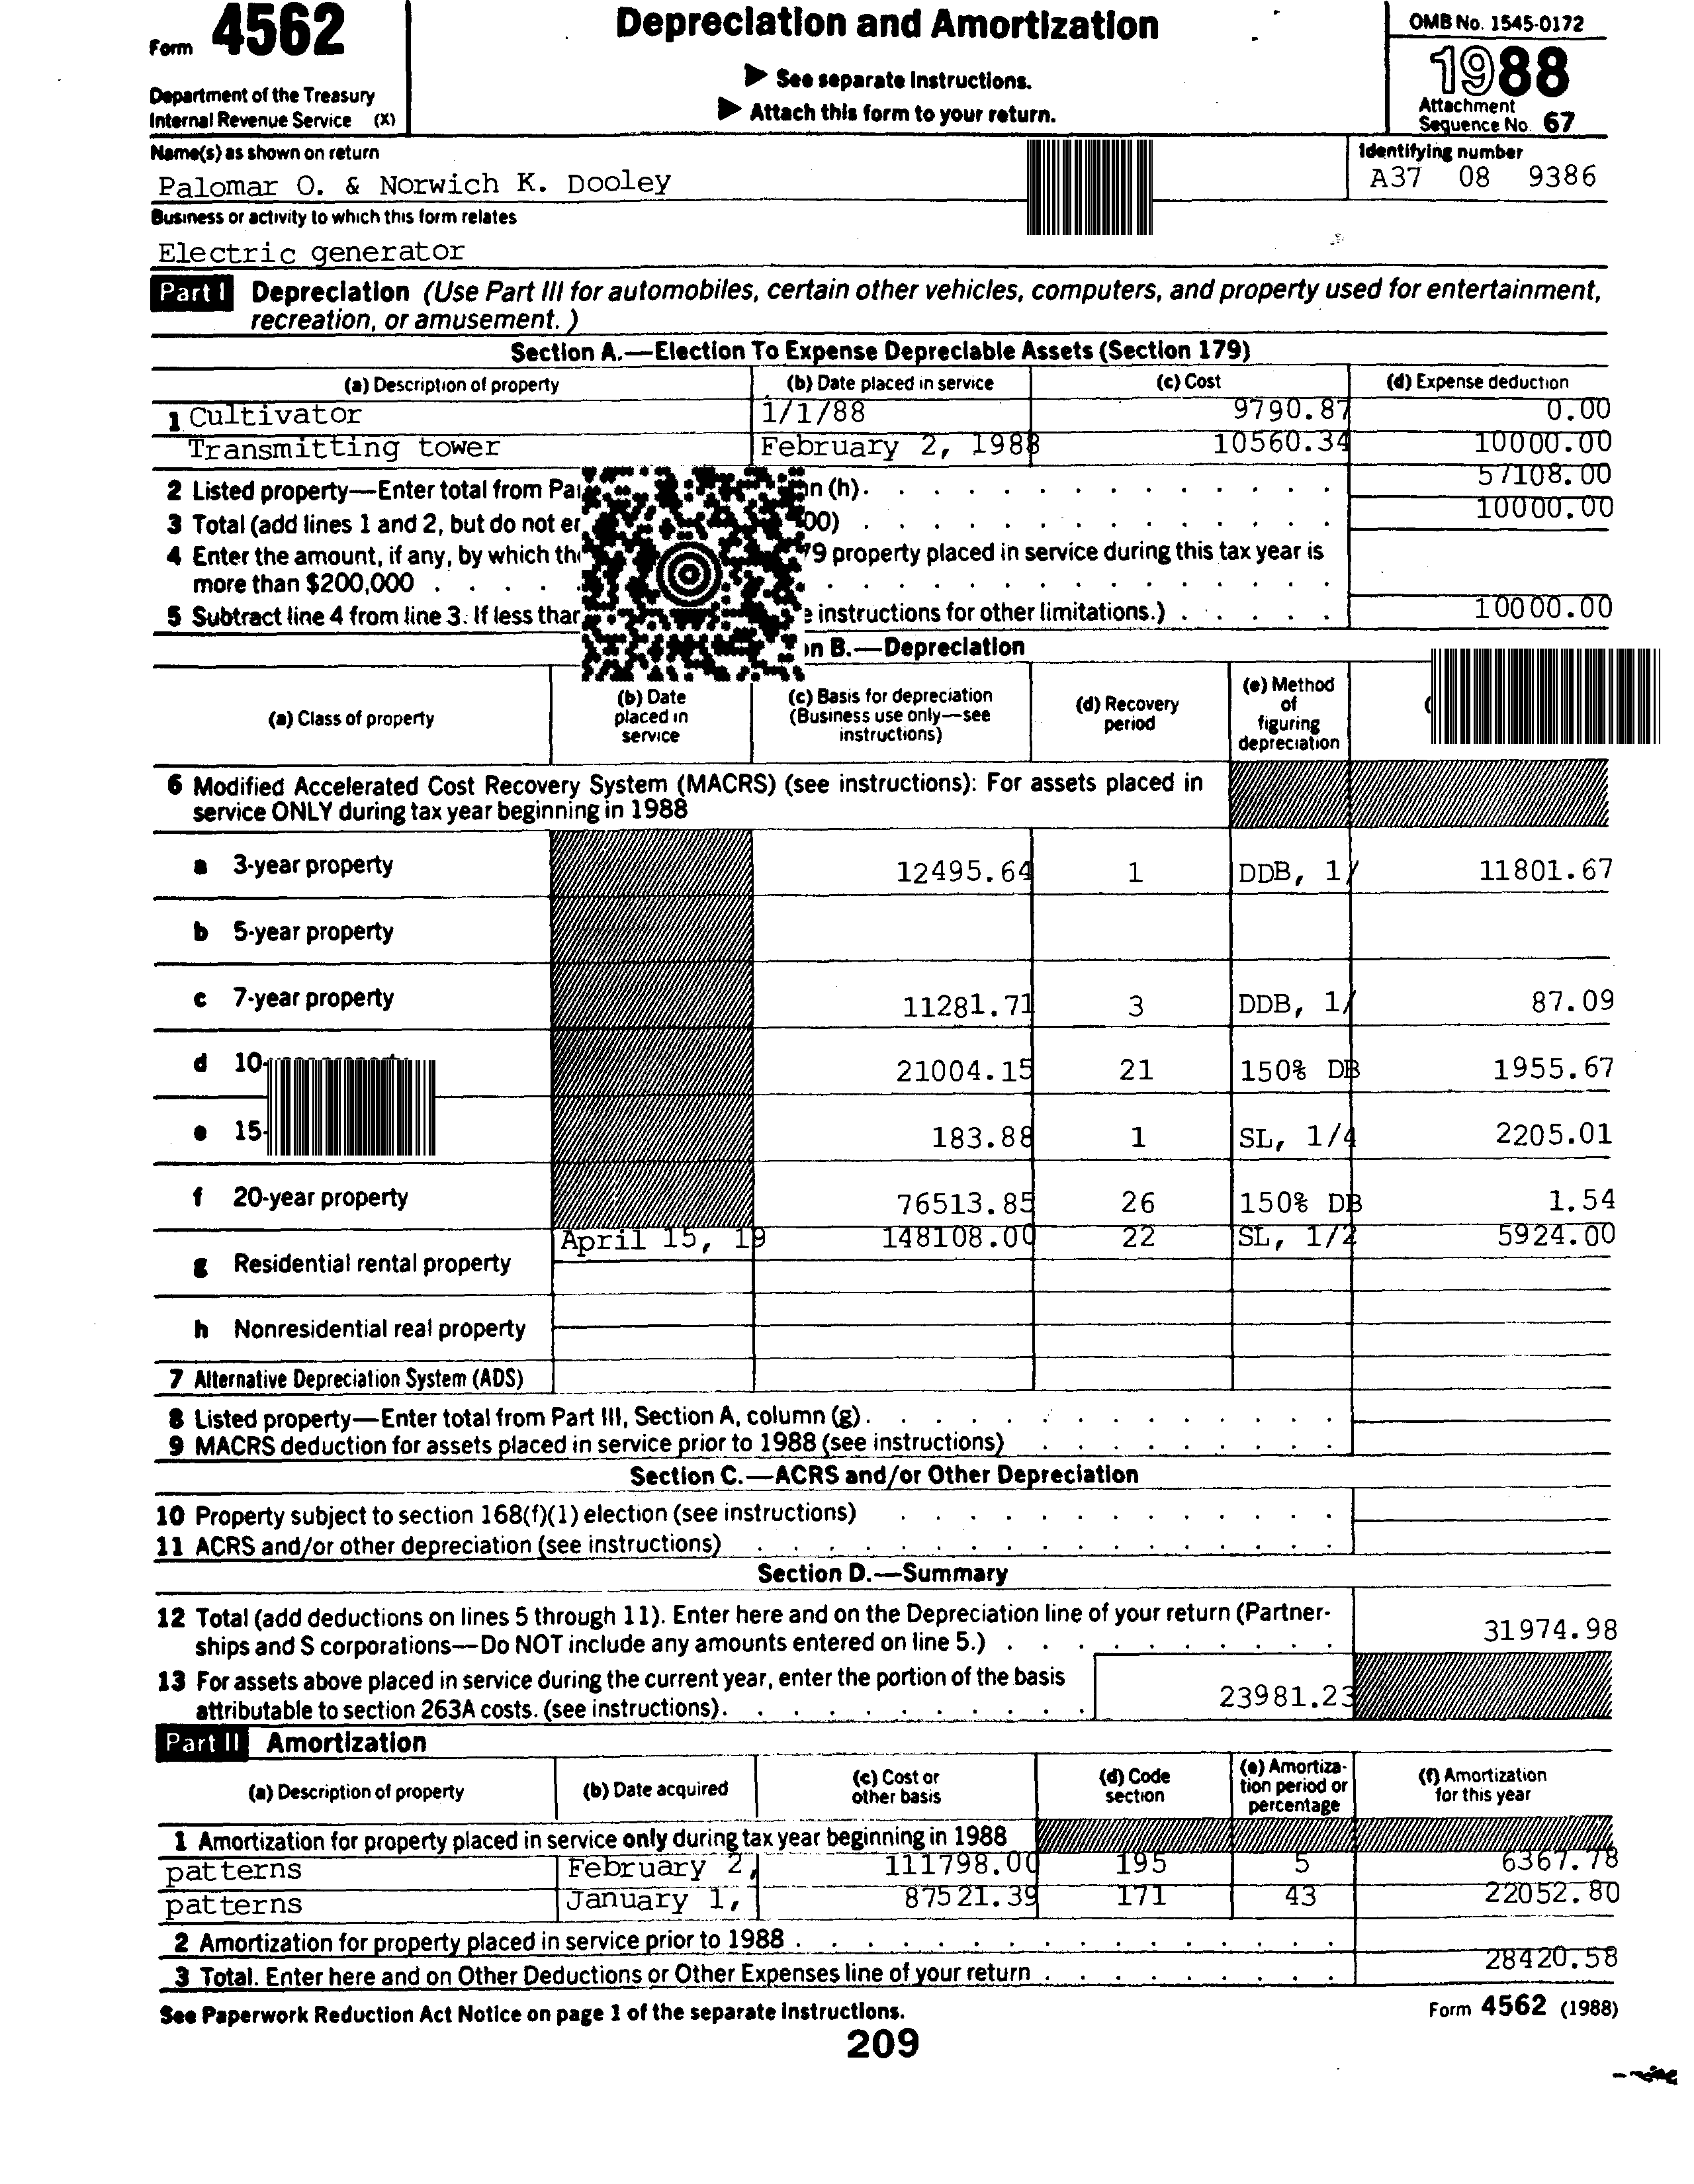 Form 4562
Department of the Treasury
Internal Revenue Service (X)
Depreciation and Amortization
► See separate Instructions.
► Attach this form to your return.
OMB No. 1545-0172
1988
Attachment
Sequence No. 67
Name(s) as shown on return
Palomar O. & Norwich K. Dooley
Identifying number
A37 08 9386
Business or activity to which this form relates
Electric generator
Part I Depreciation (Use Part III for automobiles, certain other vehicles, computers, and property used for entertainment,
recreation, or amusement.)
Section A.—Election To Expense Depreciable Assets (Section 179)
(a) Description of property (b) Date placed in service (c) Cost (d) Expense deduction
1 Cultivator 1/1/88 9790.87 0.00
Transmitting tower February 2, 1988 10560.34 10000.00
2 Listed property—Enter total from (h) . . . . . . . . . . . . . . 57108.00
3 Total (add lines 1 and 2, but do not 00) . . . . . . . . . . . . . . 10000.00
4 Enter the amount, if any, by which 79 property placed in service during this tax year is
more than $200,000 . . . . . . . . . . . . . . . . . .
5 Subtract line 4 from line 3. If less instructions for other limitations.) . . . . . 10000.00
B.—Depreciation
(a) Class of property
(b) Date
placed in
service
(c) Basis for depreciation
(Business use only—see
instructions)
(d) Recovery
period
(e) Method
of
figuring
depreciation
6 Modified Accelerated Cost Recovery System (MACRS) (see instructions): For assets placed in
service ONLY during tax year beginning in 1988
a 3-year property 12495.64 1 DDB, 1/ 11801.67
b 5-year property
c 7-year property 11281.71 3 DDB, 1/ 87.09
d 10- 21004.15 21 150% DB 1955.67
e 15- 183.88 1 SL, 1/4 2205.01
f 20-year property 76513.85 26 150% DB 1.54
April 15, 19 148108.00 22 SL, 1/2 5924.00
g Residential rental property
h Nonresidential real property
7 Alternative Depreciation System (ADS)
8 Listed property—Enter total from Part III, Section A, column (g) . . . . . . . . . . . . . .
9 MACRS deduction for assets placed in service prior to 1988 (see instructions) . . . . . . . . .
Section C.—ACRS and/or Other Depreciation
10 Property subject to section 168(f)(1) election (see instructions) . . . . . . . . . . . . .
11 ACRS and/or other depreciation (see instructions) . . . . . . . . . . . . . . . . .
Section D.—Summary
12 Total (add deductions on lines 5 through 11). Enter here and on the Depreciation line of your return (Partner-
ships and S corporations—Do NOT include any amounts entered on line 5.) . . . . . . . . . . 31974.98
13 For assets above placed in service during the current year, enter the portion of the basis
attributable to section 263A costs. (see instructions) . . . . . . . . . . . 23981.23
Part II Amortization
(a) Description of property
(b) Date acquired
(c) Cost or
other basis
(d) Code
section
(e) Amortiza-
tion period or
percentage
(f) Amortization
for this year
1 Amortization for property placed in service only during tax year beginning in 1988
patterns February 2, 111798.00 195 5 6367.78
patterns January 1, 87521.39 171 43 22052.80
2 Amortization for property placed in service prior to 1988 . . . . . . . . . . . . . . . .
3 Total. Enter here and on Other Deductions or Other Expenses line of your return . . . . . . . . . 28420.58
See Paperwork Reduction Act Notice on page 1 of the separate instructions.
Form 4562 (1988)
209